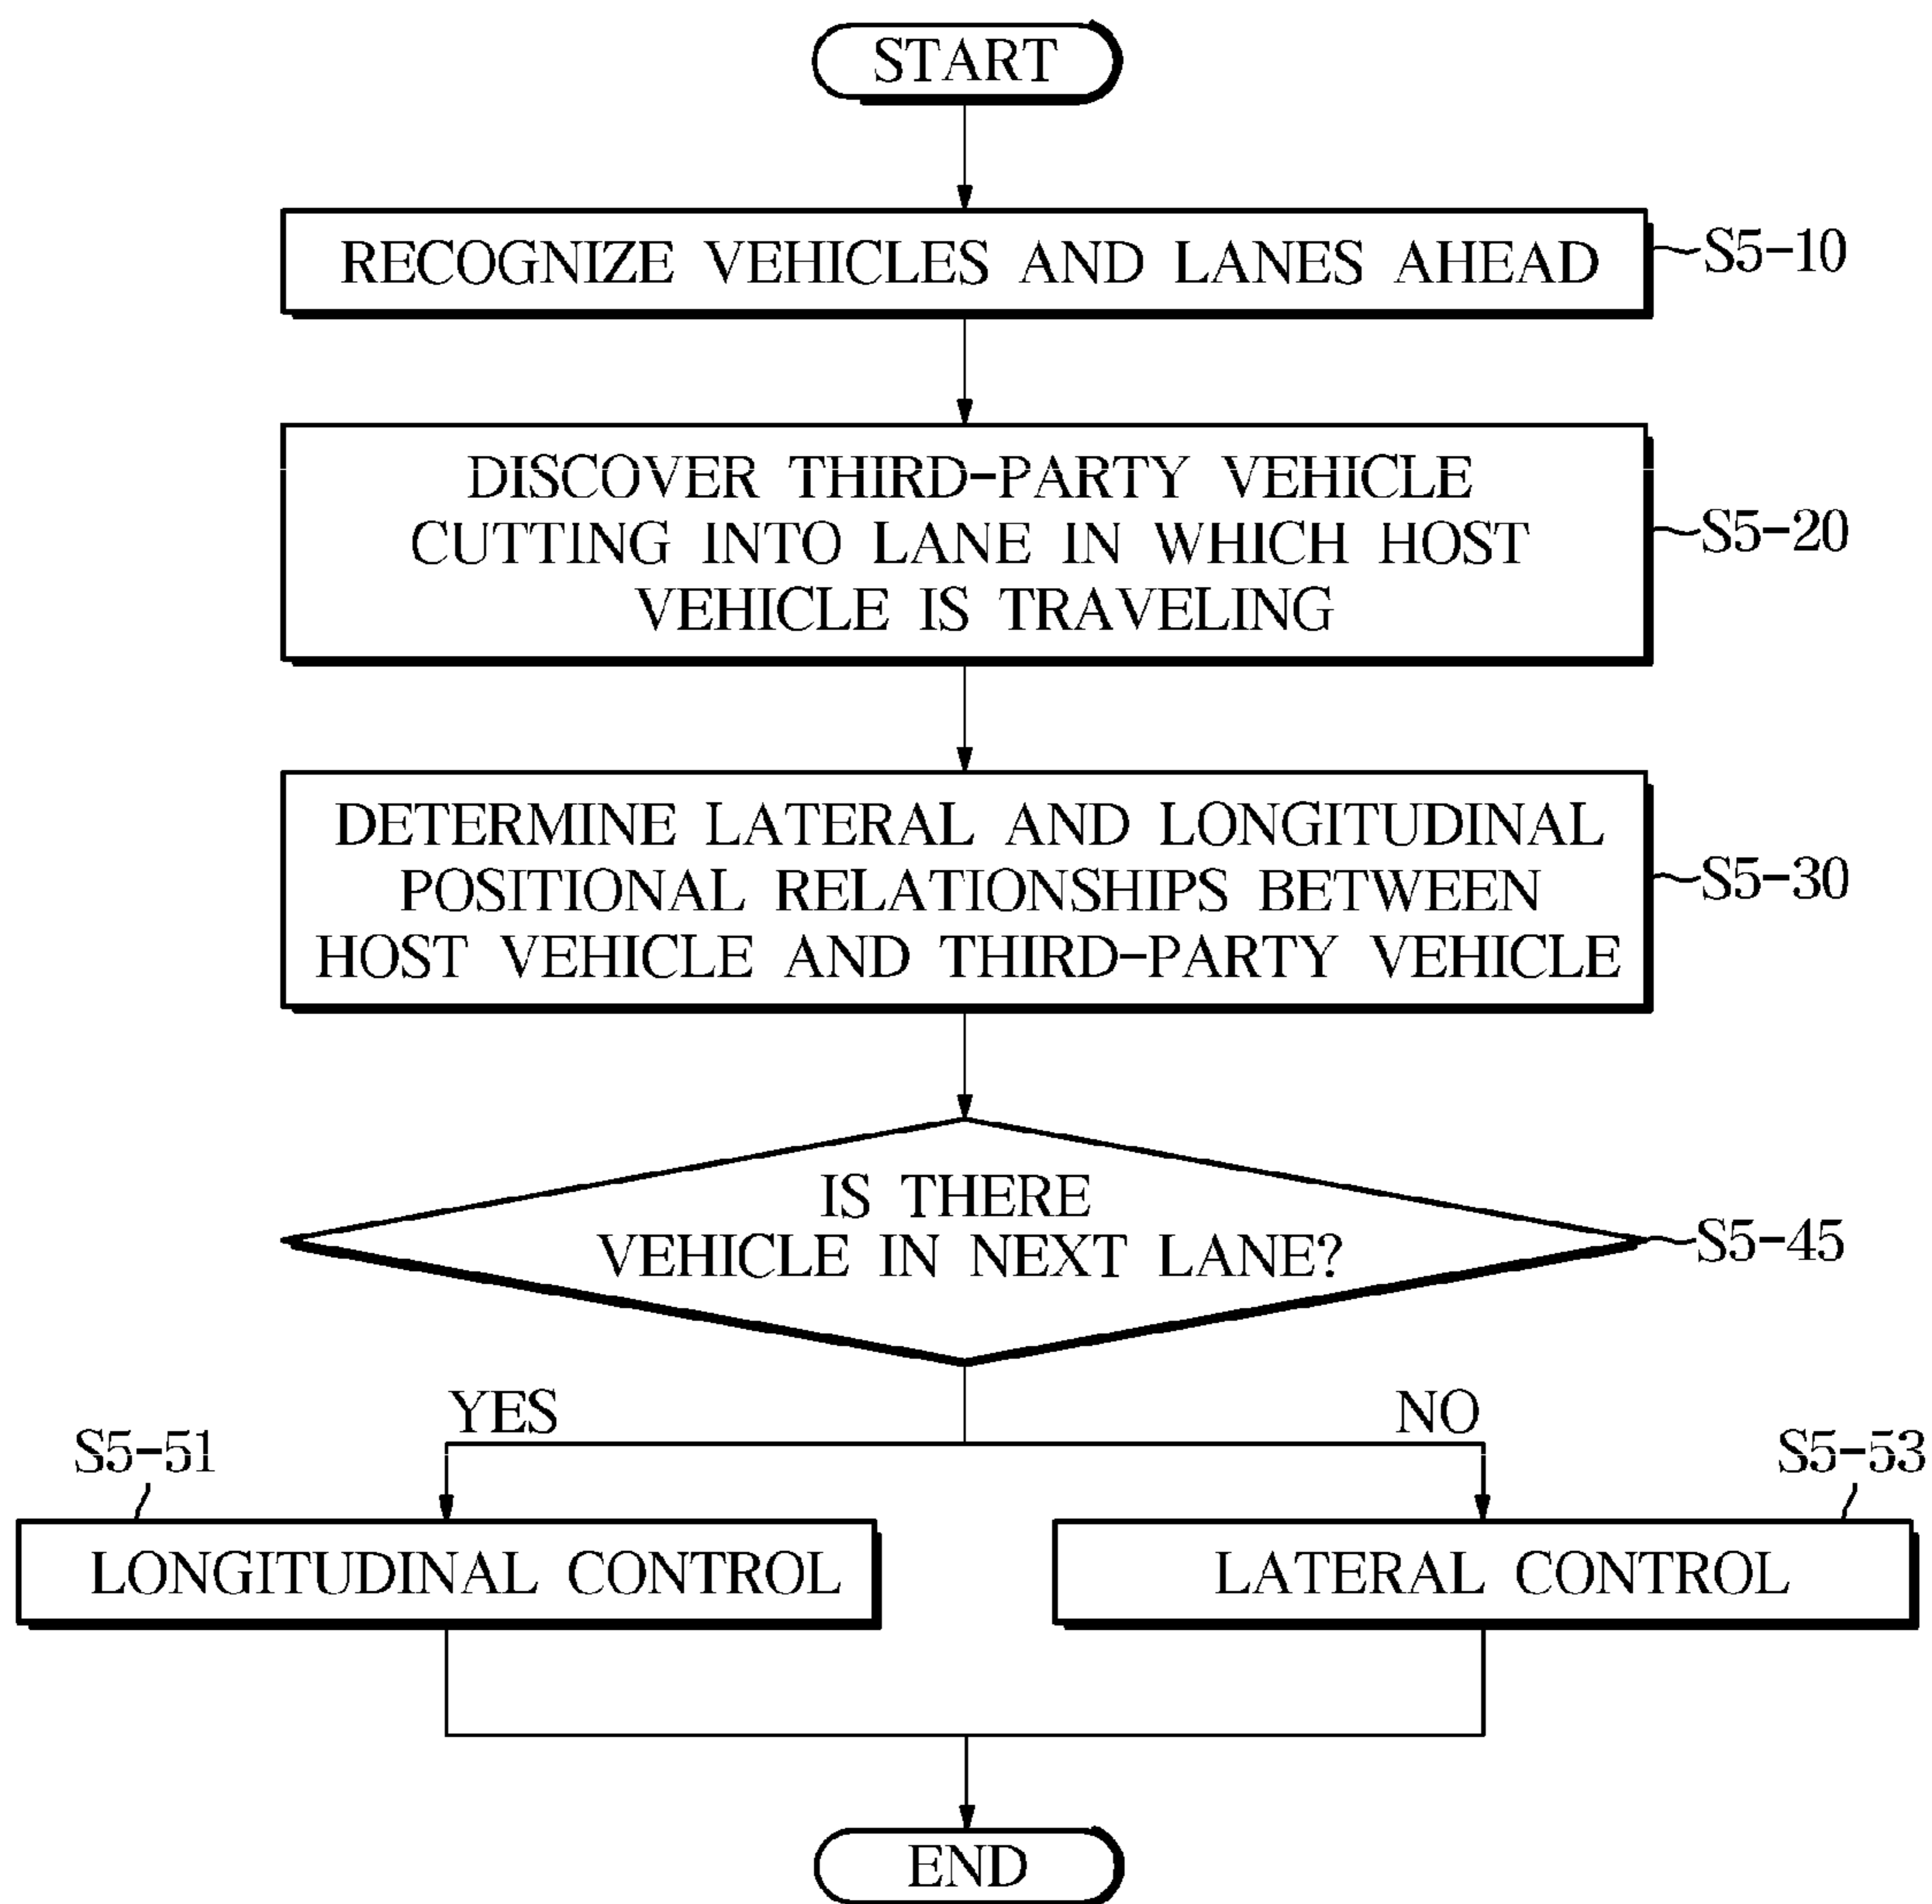 START
RECOGNIZE VEHICLES AND LANES AHEAD
S5-10
DISCOVER THIRD-PARTY VEHICLE
CUTTING INTO LANE IN WHICH HOST
VEHICLE IS TRAVELING
S5-20
DETERMINE LATERAL AND LONGITUDINAL
POSITIONAL RELATIONSHIPS BETWEEN
HOST VEHICLE AND THIRD-PARTY VEHICLE
S5-30
IS THERE
VEHICLE IN NEXT LANE?
S5-45
YES
NO
S5-51
S5-53
LONGITUDINAL CONTROL
LATERAL CONTROL
END